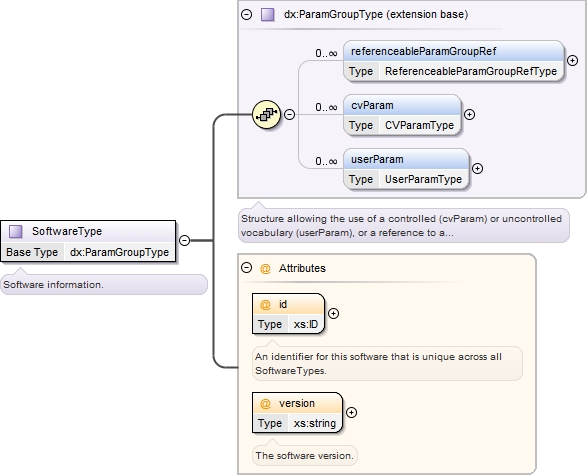 dx:ParamGroupType (extension base)
0..∞
referenceableParamGroupRef
Type ReferenceableParamGroupRefType
0..∞
cvParam
Type CVParamType
0..∞
userParam
Type UserParamType
Structure allowing the use of a controlled (cvParam) or uncontrolled
vocabulary (userParam), or a reference to a...
SoftwareType
Base Type dx:ParamGroupType
Software information.
@ Attributes
@ id
Type xs:ID
An identifier for this software that is unique across all
SoftwareTypes.
@ version
Type xs:string
The software version.